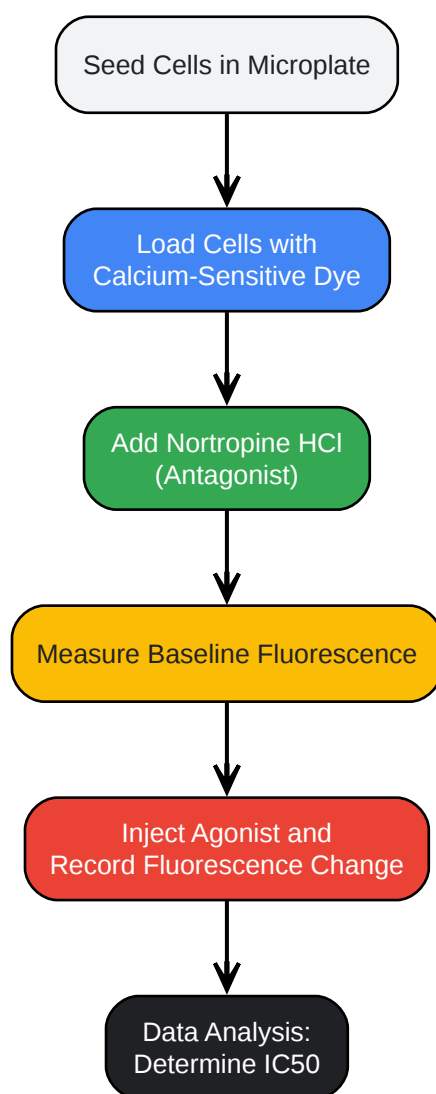 Seed Cells in Microplate
Load Cells with
Calcium-Sensitive Dye
Add Nortropine HCl
(Antagonist)
Measure Baseline Fluorescence
Inject Agonist and
Record Fluorescence Change
Data Analysis:
Determine IC50